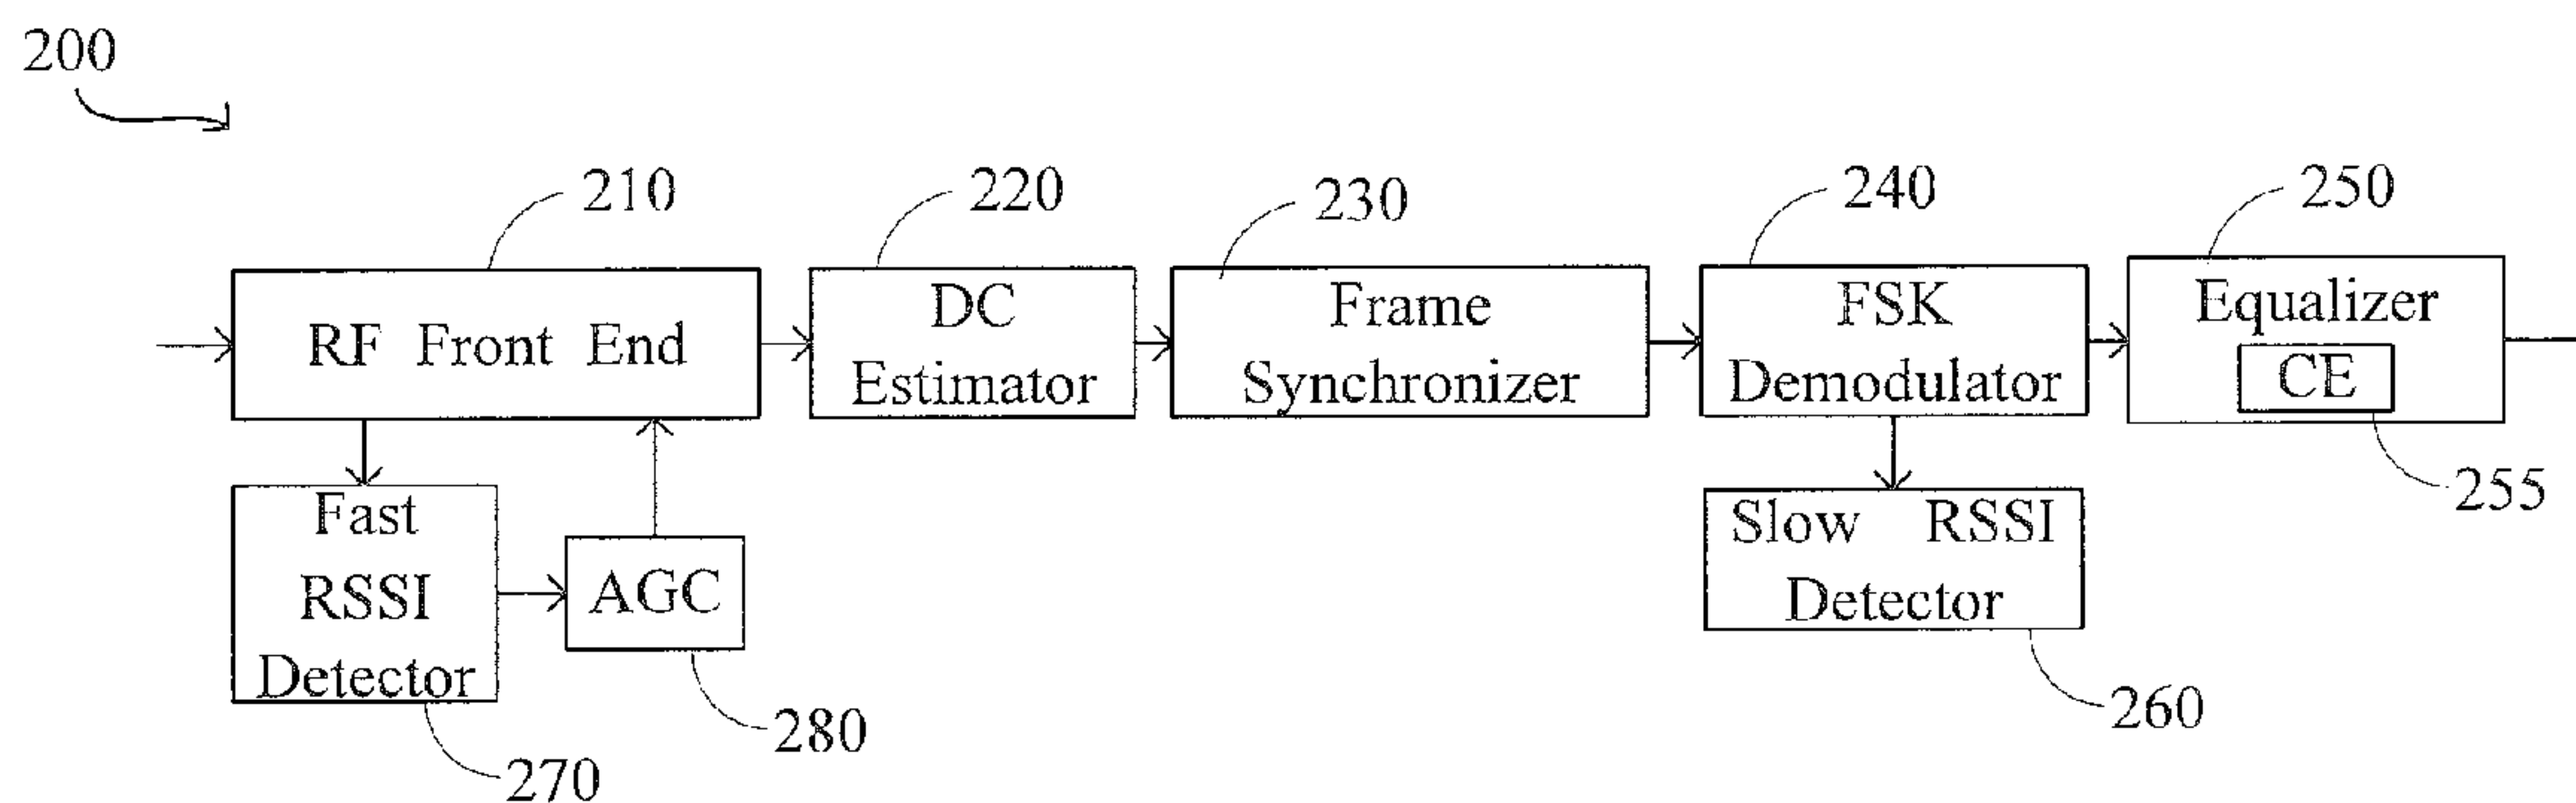 200
210
220
230
240
250
RF Front End
DC
Estimator
Frame
Synchronizer
FSK
Demodulator
Equalizer
CE
255
Fast
RSSI
Detector
AGC
Slow RSSI
Detector
260
280
270